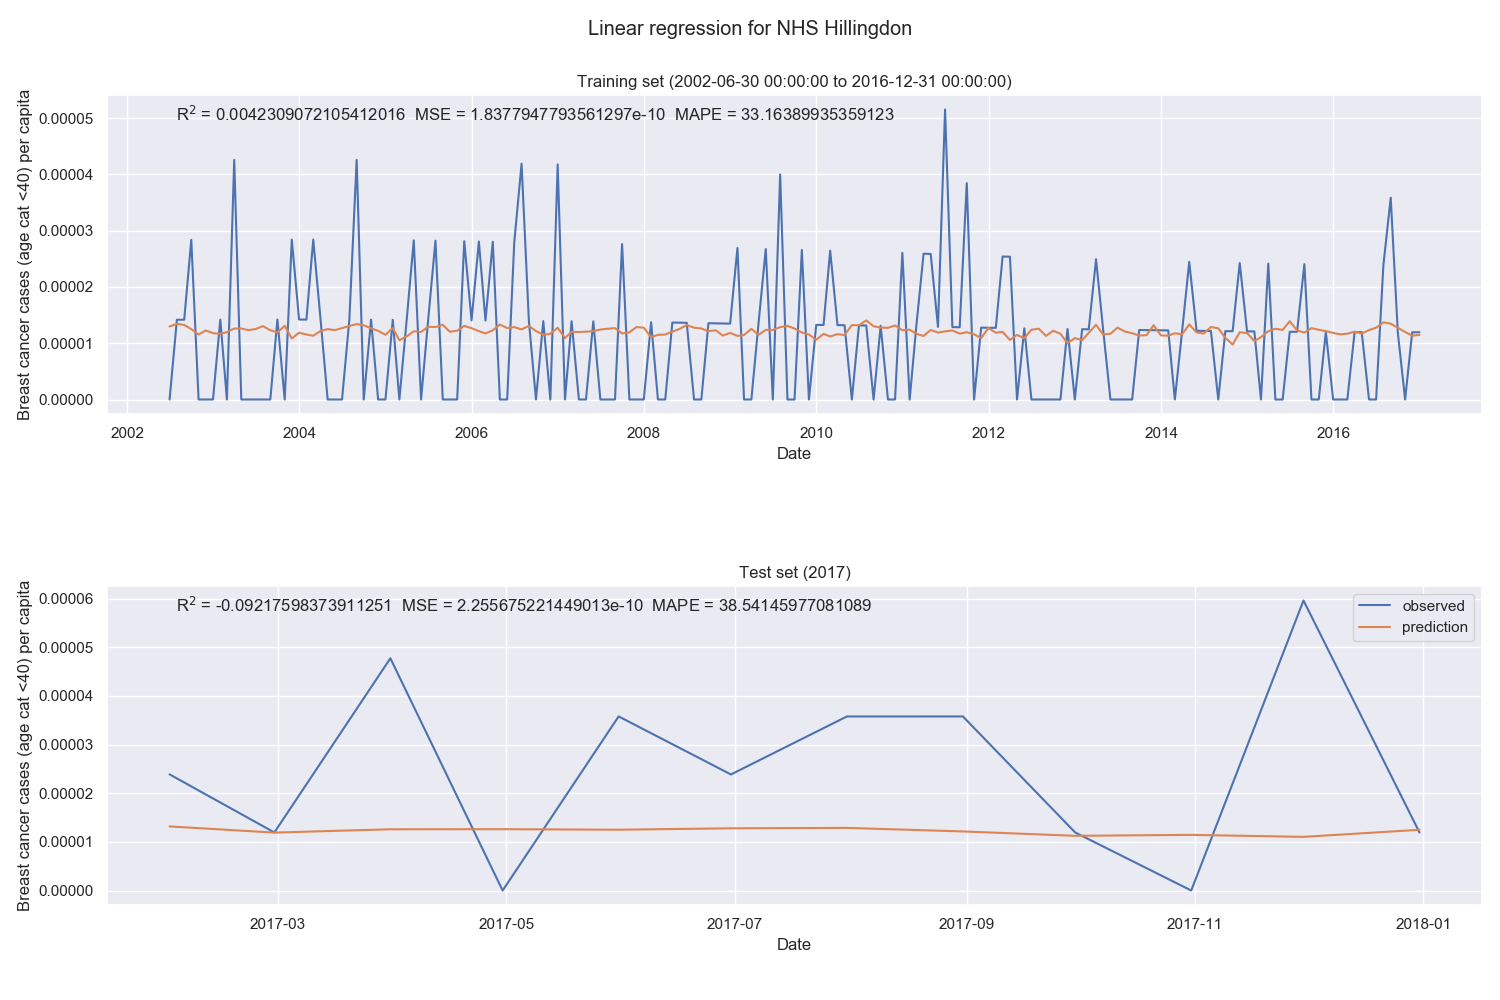 Linear regression for NHS Hillingdon
Training set (2002-06-30 00:00:00 to 2016-12-31 00:00:00)
R² = 0.0042309072105412016 MSE = 1.8377947793561297e-10 MAPE = 33.16389935359123
Breast cancer cases (age cat <40) per capita
0.00005
0.00004
0.00003
0.00002
0.00001
0.00000
2002 2004 2006 2008 2010 2012 2014 2016
Date
Test set (2017)
R² = -0.09217598373911251 MSE = 2.255675221449013e-10 MAPE = 38.54145977081089
observed
prediction
Breast cancer cases (age cat <40) per capita
0.00006
0.00005
0.00004
0.00003
0.00002
0.00001
0.00000
2017-03 2017-05 2017-07 2017-09 2017-11 2018-01
Date